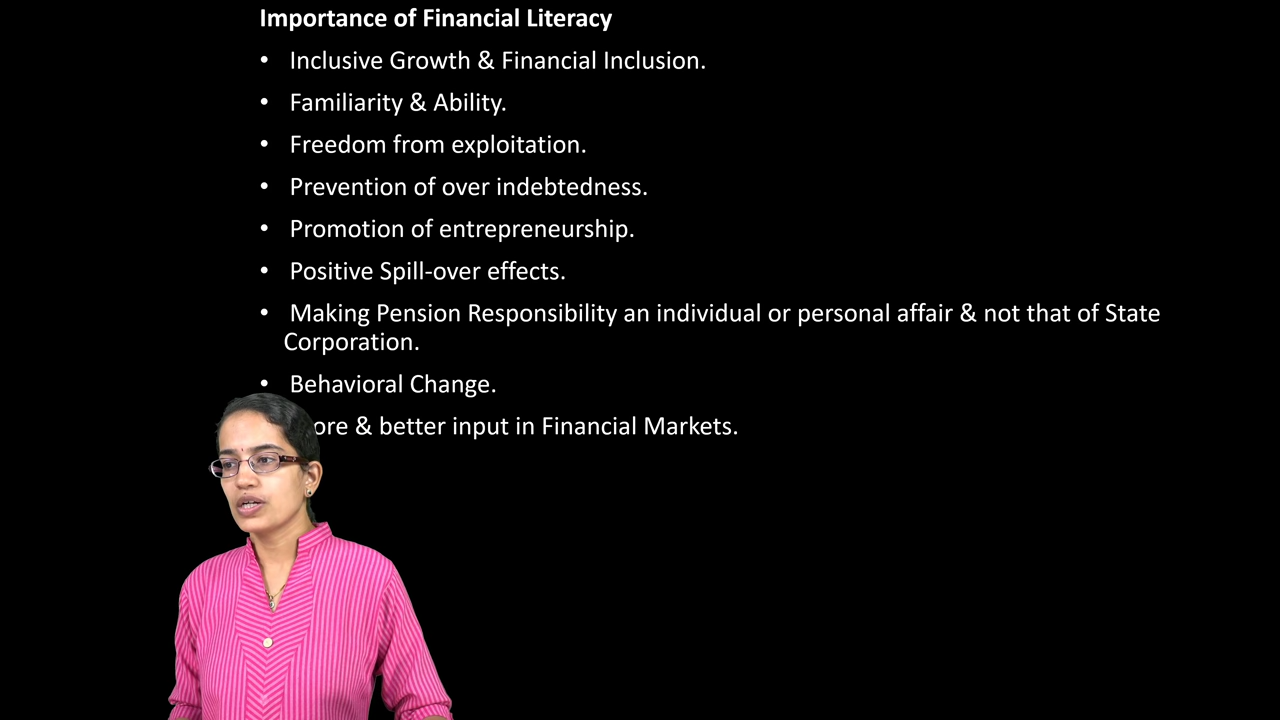 Importance of Financial Literacy
• Inclusive Growth & Financial Inclusion.
• Familiarity & Ability.
• Freedom from exploitation.
• Prevention of over indebtedness.
• Promotion of entrepreneurship.
• Positive Spill-over effects.
• Making Pension Responsibility an individual or personal affair & not that of State
Corporation.
• Behavioral Change.
& better input in Financial Markets.